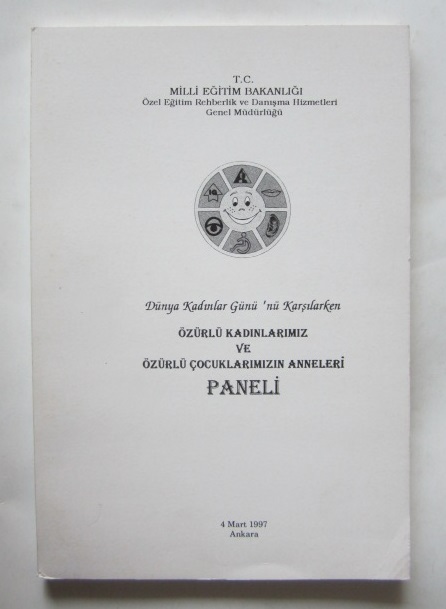 T.C.
MİLLİ EĞİTİM BAKANLIĞI
Özel Eğitim Rehberlik ve Danışma Hizmetleri
Genel Müdürlüğü
A
IQ
Dünya Kadınlar Günü 'nü Karşılarken
ÖZÜRLÜ KADINLARIMIZ
VE
ÖZÜRLÜ ÇOCUKLARIMIZIN ANNELERİ
PANELİ
4 Mart 1997
Ankara